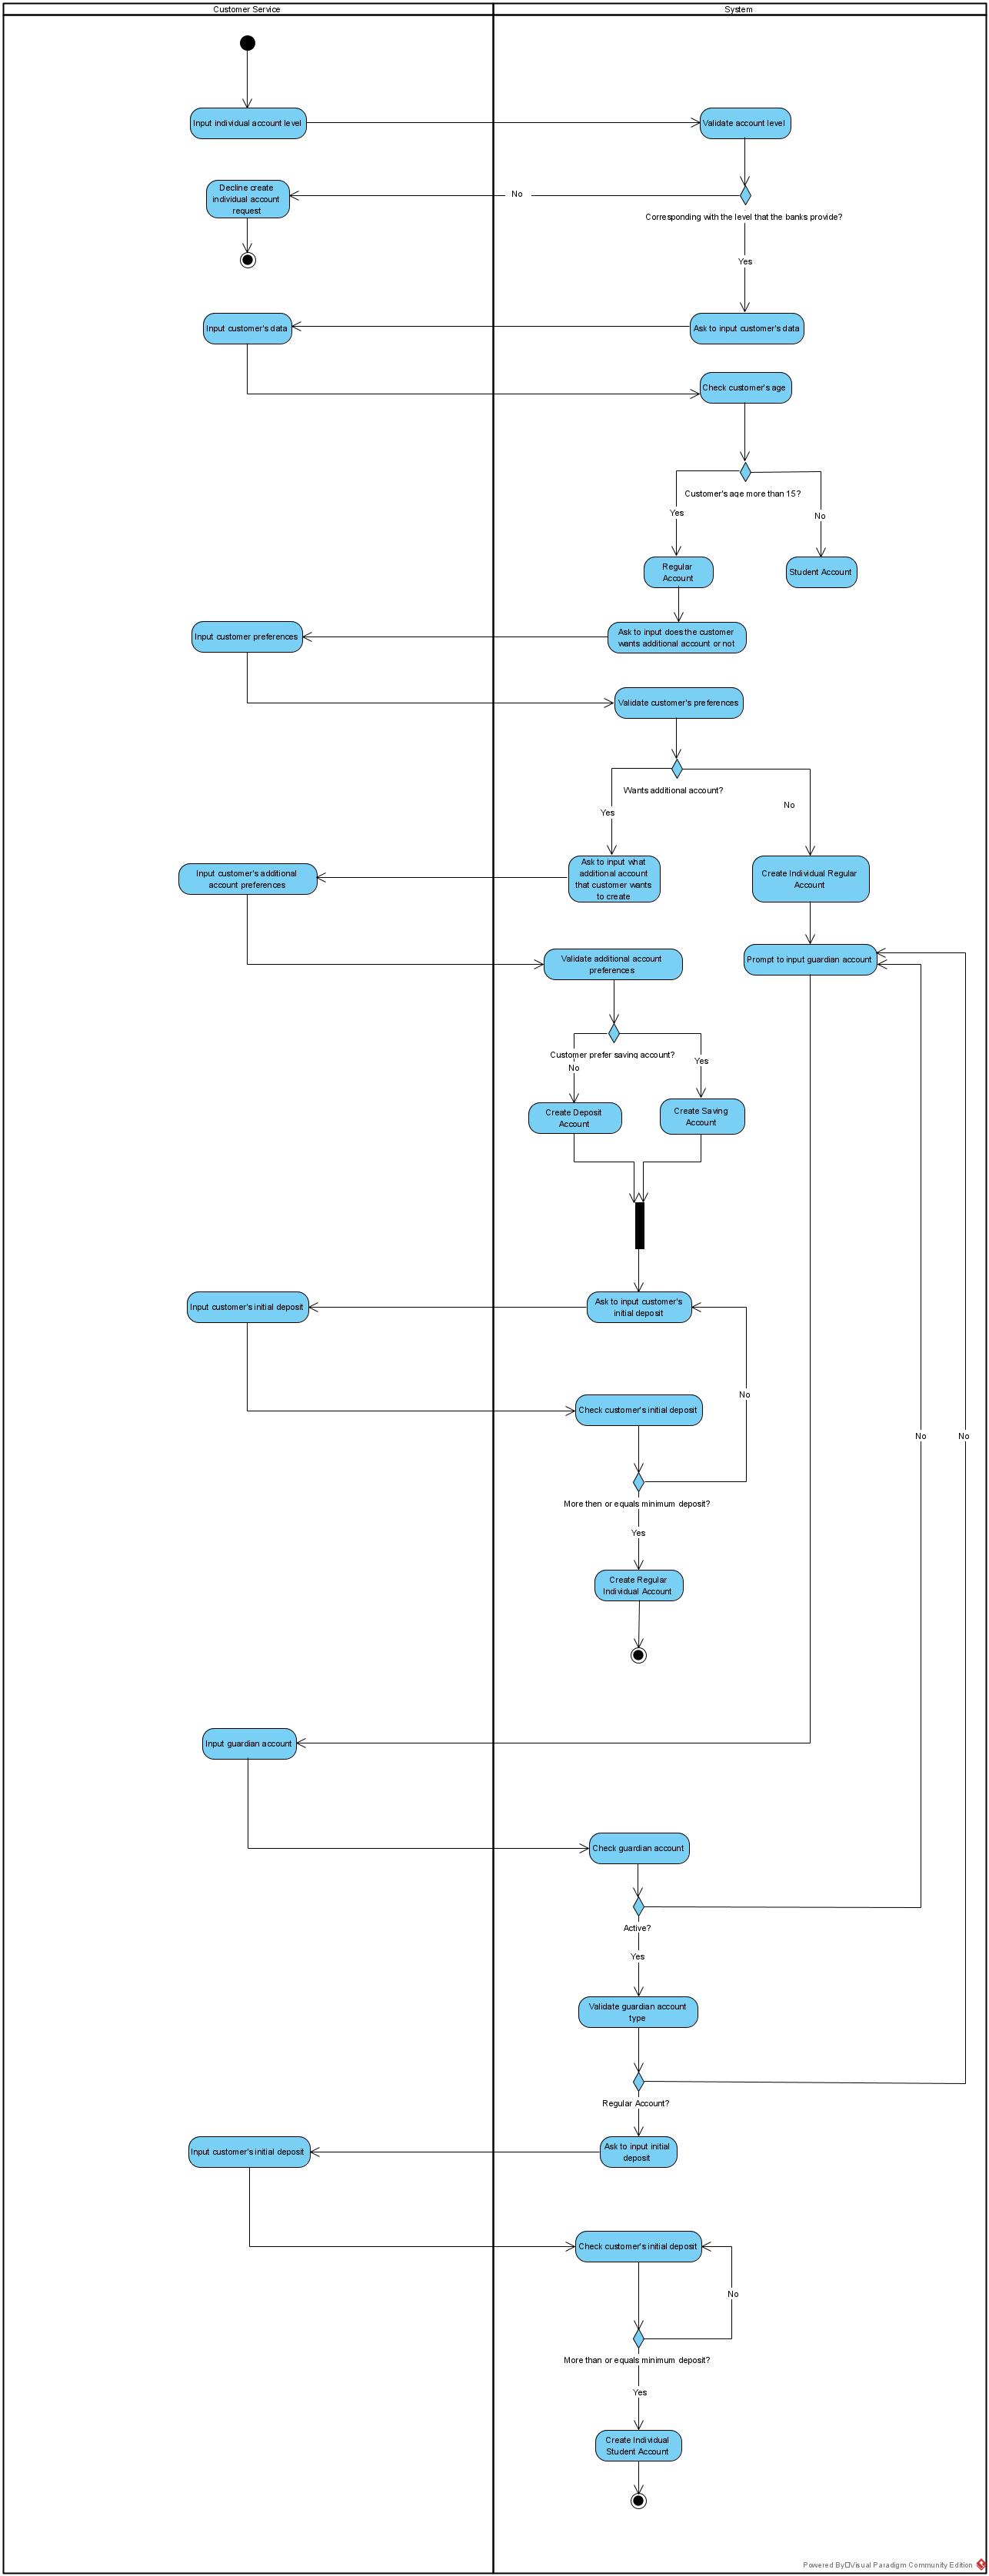 Customer Service
System
Input individual account level
Validate account level
Decline create
individual account
request
No
Corresponding with the level that the banks provide?
Yes
Input customer's data
Ask to input customer's data
Check customer's age
Customer's age more than 15?
Yes
No
Regular
Account
Student Account
Input customer preferences
Ask to input does the customer
wants additional account or not
Validate customer's preferences
Wants additional account?
Yes
No
Input customer's additional
account preferences
Ask to input what
additional account
that customer wants
to create
Create Individual Regular
Account
Validate additional account
preferences
Prompt to input guardian account
Customer prefer saving account?
No
Yes
Create Deposit
Account
Create Saving
Account
Input customer's initial deposit
Ask to input customer's
initial deposit
No
Check customer's initial deposit
No
No
More then or equals minimum deposit?
Yes
Create Regular
Individual Account
Input guardian account
Check guardian account
Active?
Yes
Validate guardian account
type
Regular Account?
Input customer's initial deposit
Ask to input initial
deposit
Check customer's initial deposit
No
More than or equals minimum deposit?
Yes
Create Individual
Student Account
Powered By Visual Paradigm Community Edition